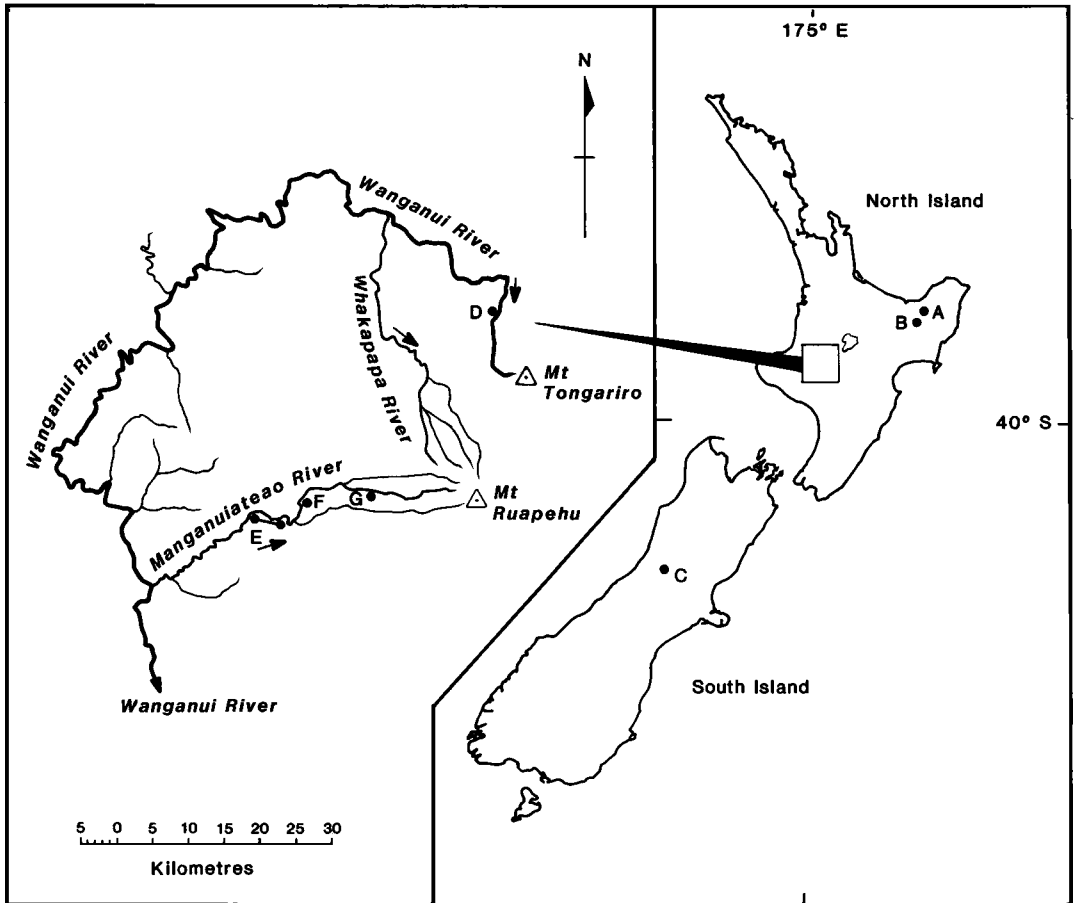 175° E
N
Wanganui River
North Island
Whakapapa River
D
A
B
Mt
Tongariro
Wanganui River
40° S
Manganuiateao River
F
G
Mt
Ruapehu
E
C
Wanganui River
South Island
5 0 5 10 15 20 25 30
Kilometres